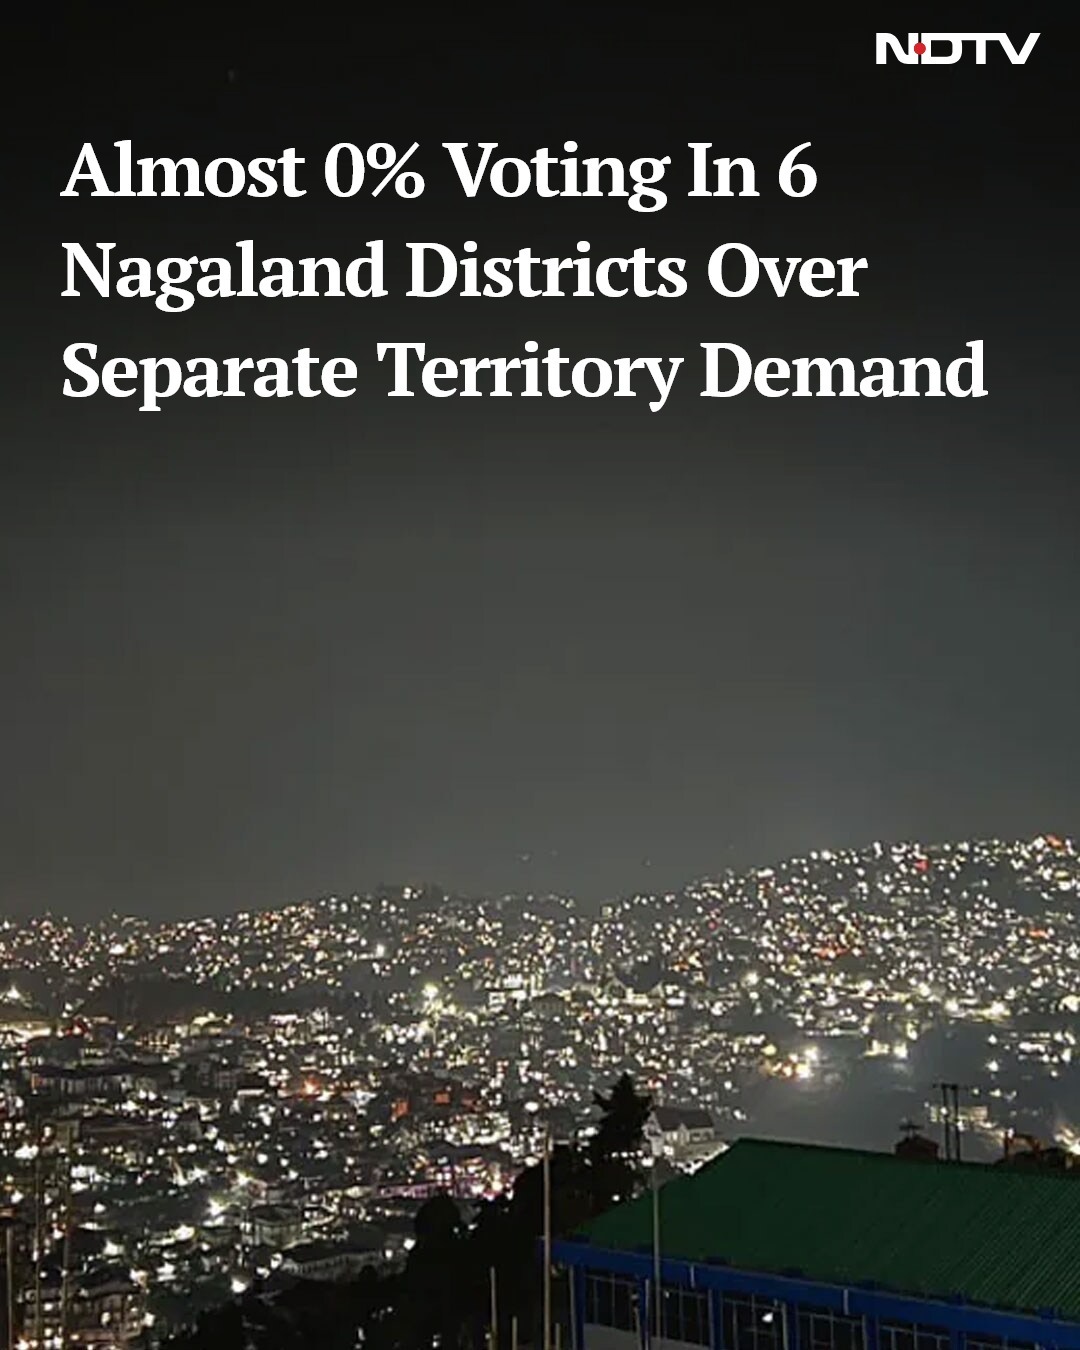 NDTV
Almost 0% Voting In 6
Nagaland Districts Over
Separate Territory Demand